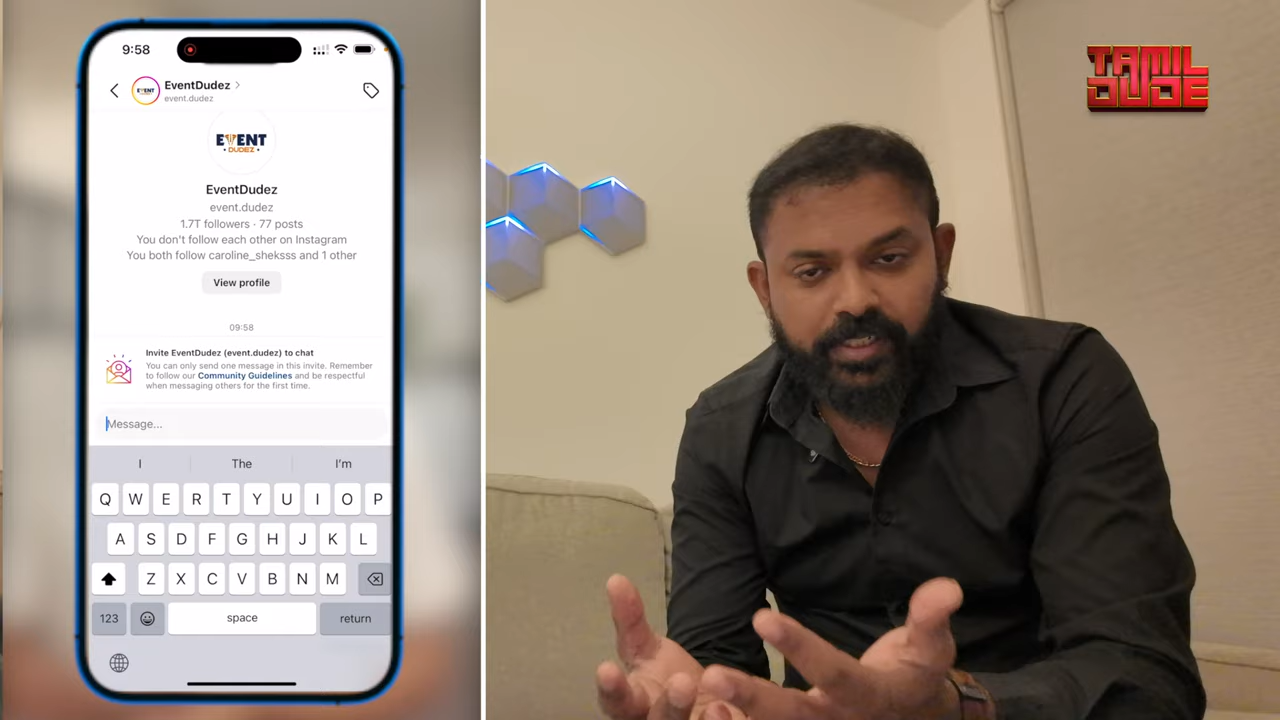 9:58
EventDudez
event.dudez
EVENT
EVENT
DUDEZ
EventDudez
event.dudez
1.7T followers · 77 posts
You don't follow each other on Instagram
You both follow caroline_sheksss and 1 other
View profile
09:58
Invite EventDudez (event.dudez) to chat
You can only send one message in this invite. Remember
to follow our Community Guidelines and be respectful
when messaging others for the first time.
Message...
I The I'm
Q W E R T Y U I O P
A S D F G H J K L
Z X C V B N M
123 space return
TAMIL
DUDE